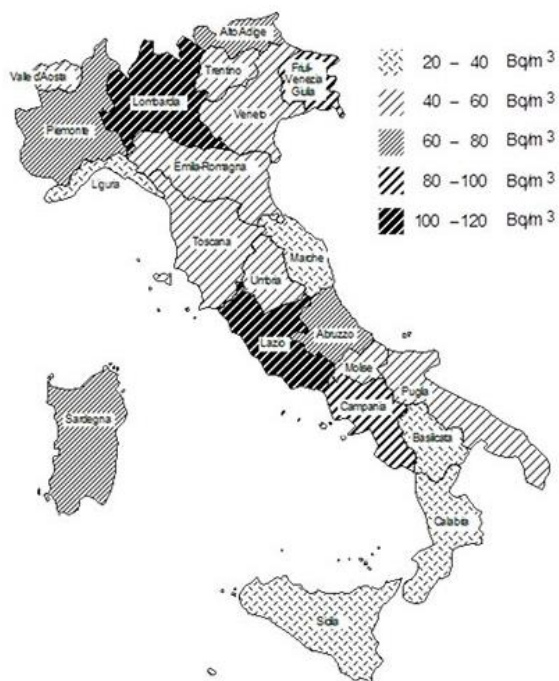 Alto Adige
Valle d'Aosta
Trentino
Friuli-
Venezia
Giulia
Lombardia
Veneto
Piemonte
Emilia-Romagna
Ligura
Toscana
Marche
Umbria
Lazio
Abruzzo
Molise
Puglia
Campania
Basilicata
Sardegna
Calabria
Sicilia
20 – 40 Bq/m 3
40 – 60 Bq/m 3
60 – 80 Bq/m 3
80 – 100 Bq/m 3
100 – 120 Bq/m 3